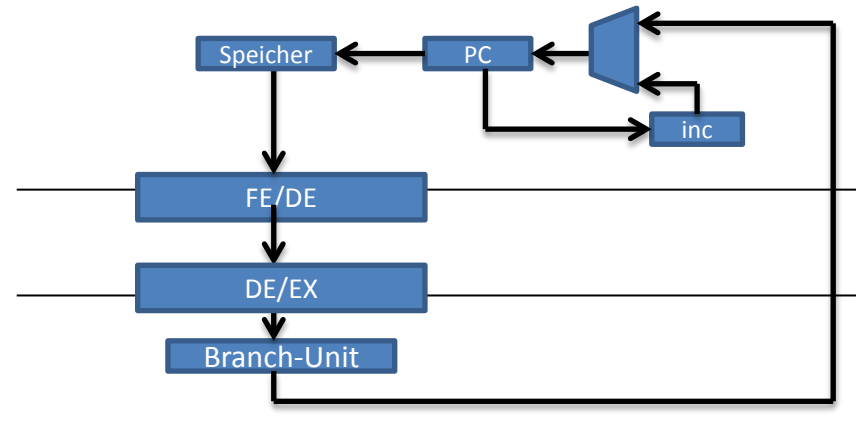 Speicher
PC
inc
FE/DE
DE/EX
Branch-Unit